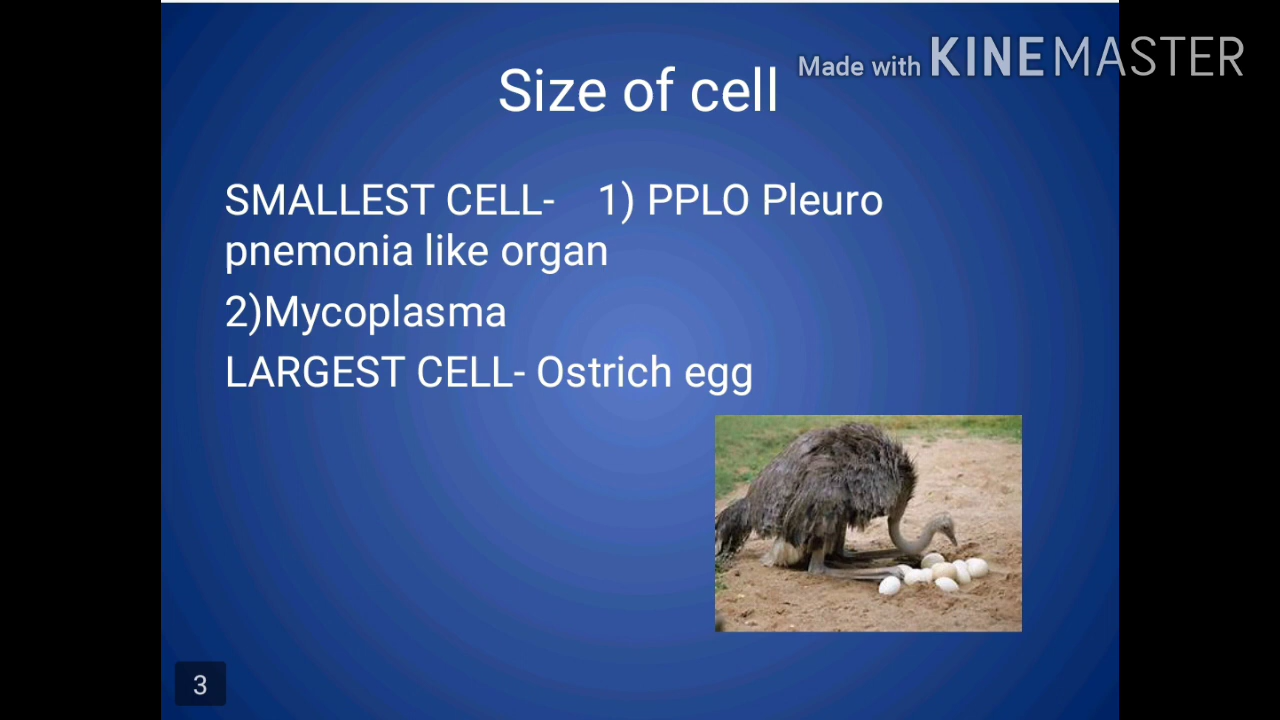 Made with KINEMASTER
Size of cell
SMALLEST CELL- 1) PPLO Pleuro
pnemonia like organ
2)Mycoplasma
LARGEST CELL- Ostrich egg
3